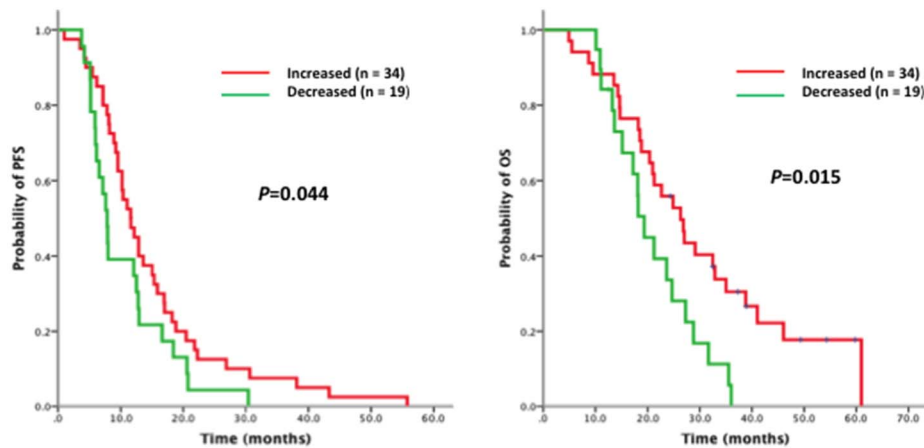 Probability of PFS
1.0
0.8
0.6
0.4
0.2
0.0
.0
10.0
20.0
30.0
40.0
50.0
60.0
Time (months)
Increased (n = 34)
Decreased (n = 19)
P=0.044
Probability of OS
1.0
0.8
0.6
0.4
0.2
0.0
.0
10.0
20.0
30.0
40.0
50.0
60.0
70.0
Time (months)
Increased (n = 34)
Decreased (n = 19)
P=0.015